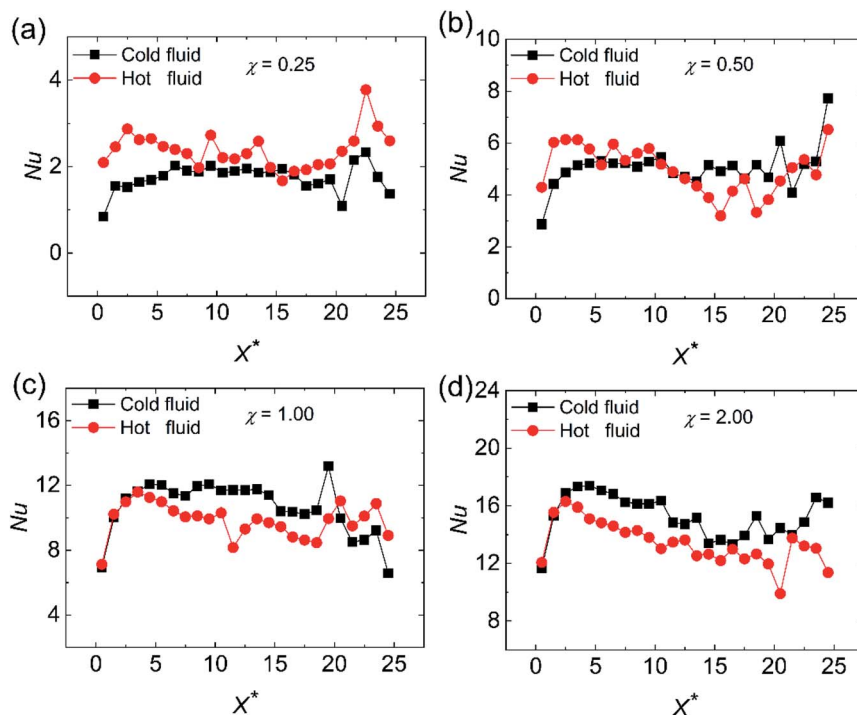 (a)
Cold fluid
Hot fluid
χ = 0.25
4
2
0
Nu
0 5 10 15 20 25
X*
(b)
Cold fluid
Hot fluid
χ = 0.50
10
8
6
4
2
0
Nu
0 5 10 15 20 25
X*
(c)
Cold fluid
Hot fluid
χ = 1.00
16
12
8
4
Nu
0 5 10 15 20 25
X*
(d)
Cold fluid
Hot fluid
χ = 2.00
24
20
16
12
8
Nu
0 5 10 15 20 25
X*